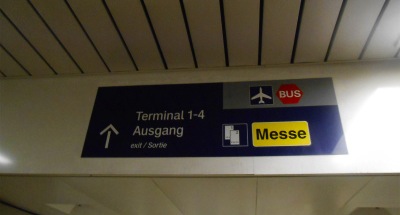 Terminal 1-4
Ausgang
exit / Sortie
BUS
Messe